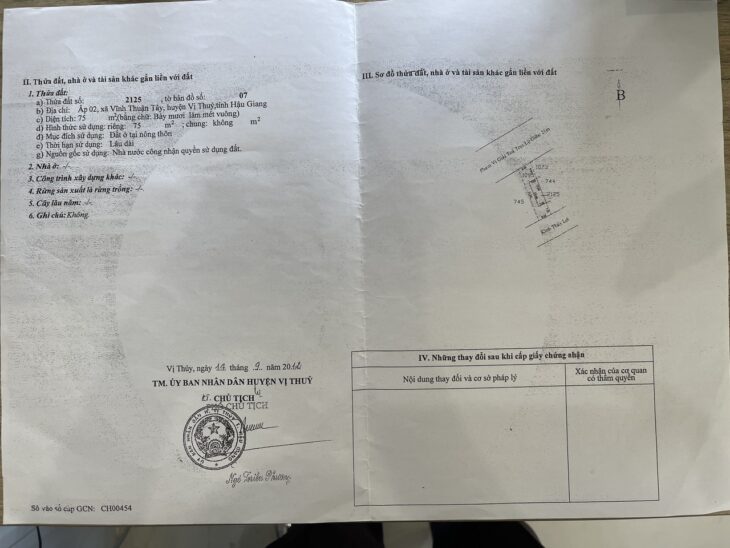 II. Thửa đất, nhà ở và tài sản khác gắn liền với đất
1. Thửa đất:
a) Thửa đất số: 2125 , tờ bản đồ số: 07
b) Địa chỉ: Ấp 02, xã Vĩnh Thuận Tây, huyện Vị Thuỷ,tỉnh Hậu Giang
c) Diện tích: 75 m²(bằng chữ: Bảy mươi lăm mét vuông)
d) Hình thức sử dụng: riêng: 75 m² ; chung: không m²
đ) Mục đích sử dụng: Đất ở tại nông thôn
e) Thời hạn sử dụng: Lâu dài
g) Nguồn gốc sử dụng: Nhà nước công nhận quyền sử dụng đất.
2. Nhà ở: -/-
3. Công trình xây dựng khác: -/-
4. Rừng sản xuất là rừng trồng: -/-
5. Cây lâu năm: -/-
6. Ghi chú: Không.
Vị Thủy, ngày 19 tháng 9 năm 2012
TM. ỦY BAN NHÂN DÂN HUYỆN VỊ THUỶ
CHỦ TỊCH
CHỦ TỊCH
Số vào sổ cấp GCN: CH00454
III. Sơ đồ thửa đất, nhà ở và tài sản khác gắn liền với đất
B
744
2125
745
Kinh Thủy Lợi
IV. Những thay đổi sau khi cấp giấy chứng nhận
Nội dung thay đổi và cơ sở pháp lý
Xác nhận của cơ quan
có thẩm quyền